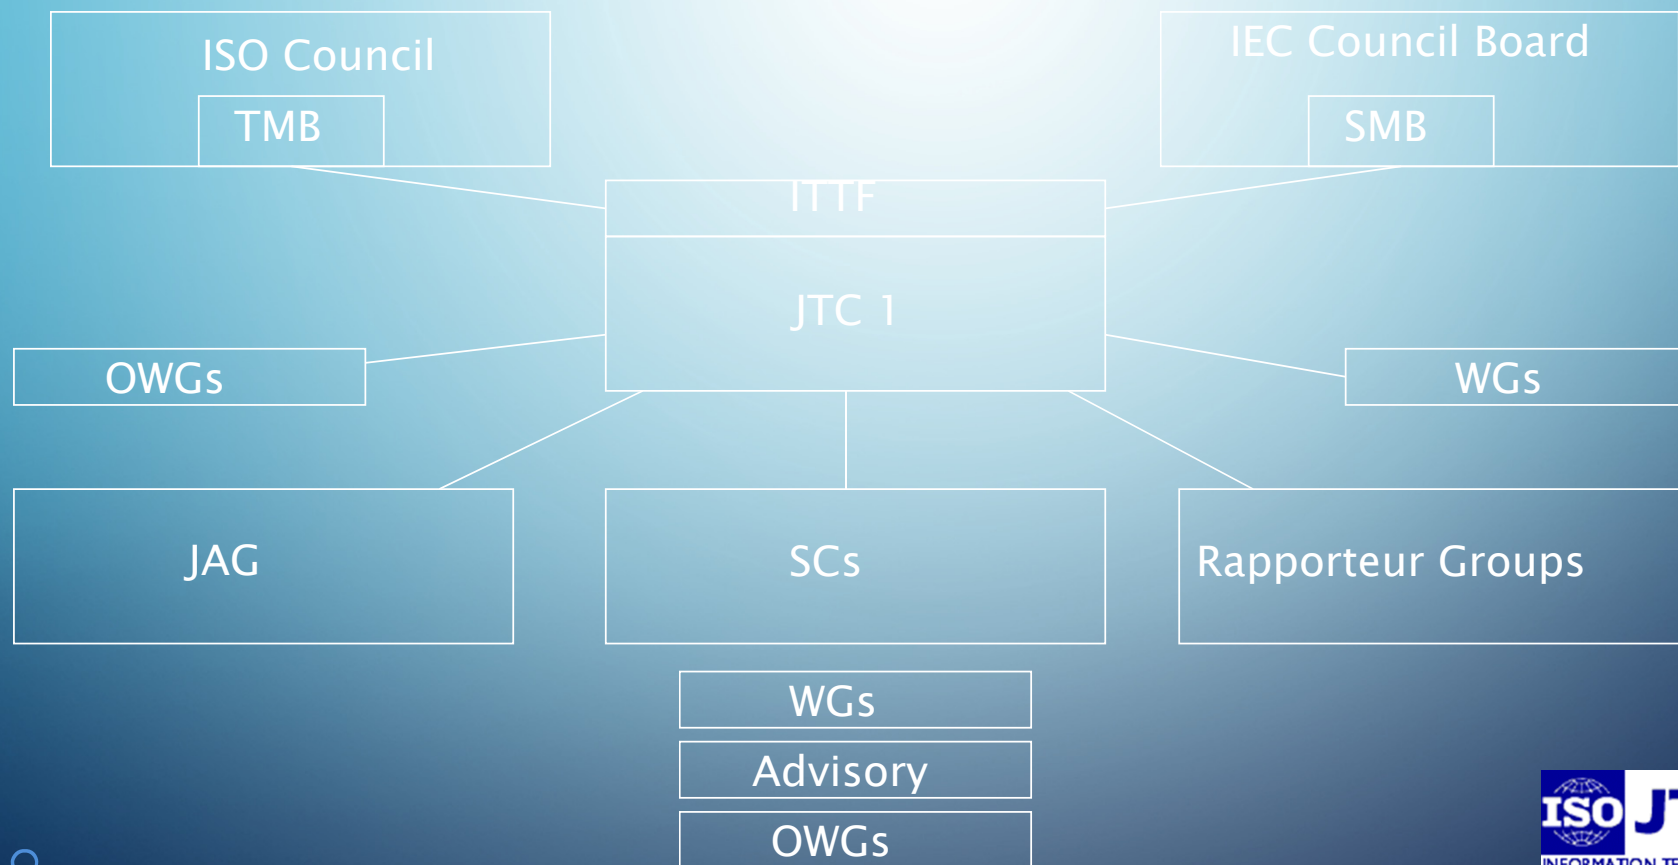 ISO Council
IEC Council Board
TMB
SMB
ITTF
JTC 1
OWGs
WGs
JAG
SCs
Rapporteur Groups
WGs
Advisory
OWGs
ISO